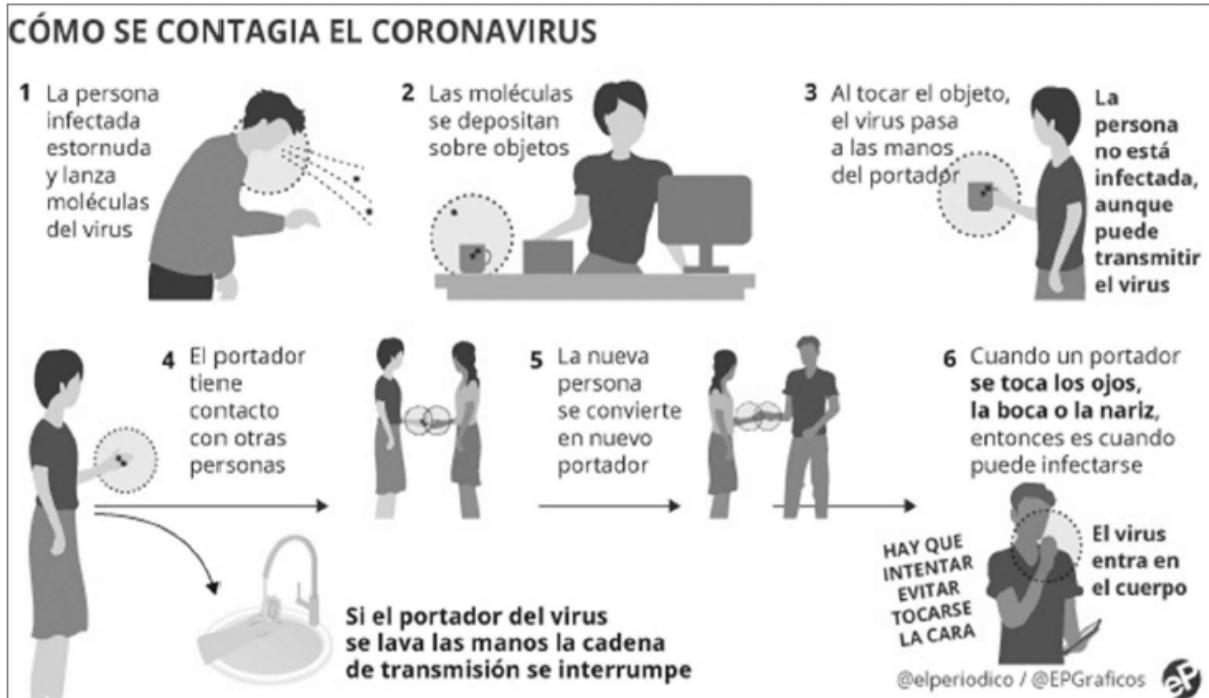 CÓMO SE CONTAGIA EL CORONAVIRUS
1 La persona
infectada
estornuda
y lanza
moléculas
del virus
2 Las moléculas
se depositan
sobre objetos
3 Al tocar el objeto,
el virus pasa
a las manos
del portador
La
persona
no está
infectada,
aunque
puede
transmitir
el virus
4 El portador
tiene
contacto
con otras
personas
5 La nueva
persona
se convierte
en nuevo
portador
6 Cuando un portador
se toca los ojos,
la boca o la nariz,
entonces es cuando
puede infectarse
Si el portador del virus
se lava las manos la cadena
de transmisión se interrumpe
HAY QUE
INTENTAR
EVITAR
TOCARSE
LA CARA
El virus
entra en
el cuerpo
@elperiodico / @EPGraficos
eP